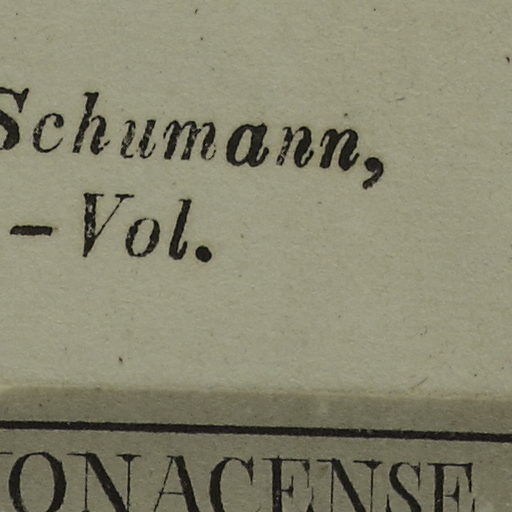 Schumann,
– Vol.
ONACENSE